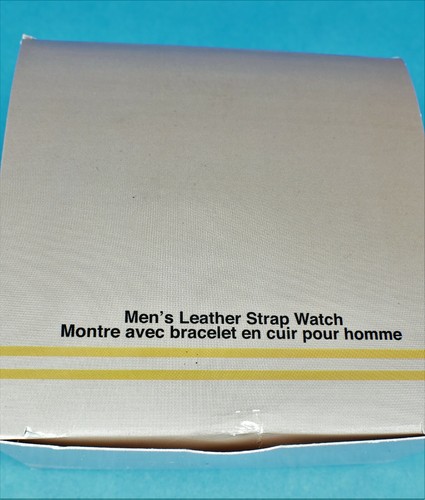 Men's Leather Strap Watch
Montre avec bracelet en cuir pour homme